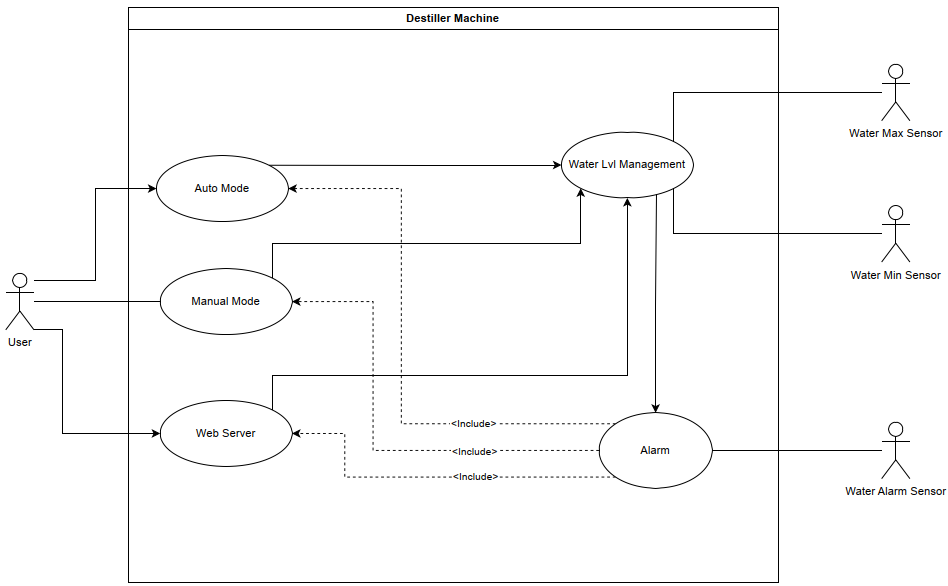 Destiller Machine
Water Max Sensor
Water Lvl Management
Auto Mode
Water Min Sensor
Manual Mode
User
<Include>
Web Server
<Include>
Alarm
<Include>
Water Alarm Sensor